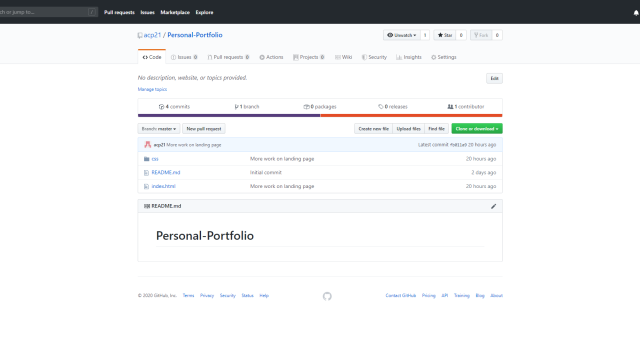 h or jump to... / Pull requests Issues Marketplace Explore
acp21 / Personal-Portfolio Unwatch 1 Star 0 Fork 0
Code Issues 0 Pull requests 0 Actions Projects 0 Wiki Security Insights Settings
No description, website, or topics provided. Edit
Manage topics
4 commits 1 branch 0 packages 0 releases 1 contributor
Branch: master New pull request Create new file Upload files Find file Clone or download
acp21 More work on landing page Latest commit 20 hours ago
css More work on landing page 20 hours ago
README.md Initial commit 2 days ago
index.html More work on landing page 20 hours ago
README.md
Personal-Portfolio
© 2020 GitHub, Inc. Terms Privacy Security Status Help Contact GitHub Pricing API Training Blog About